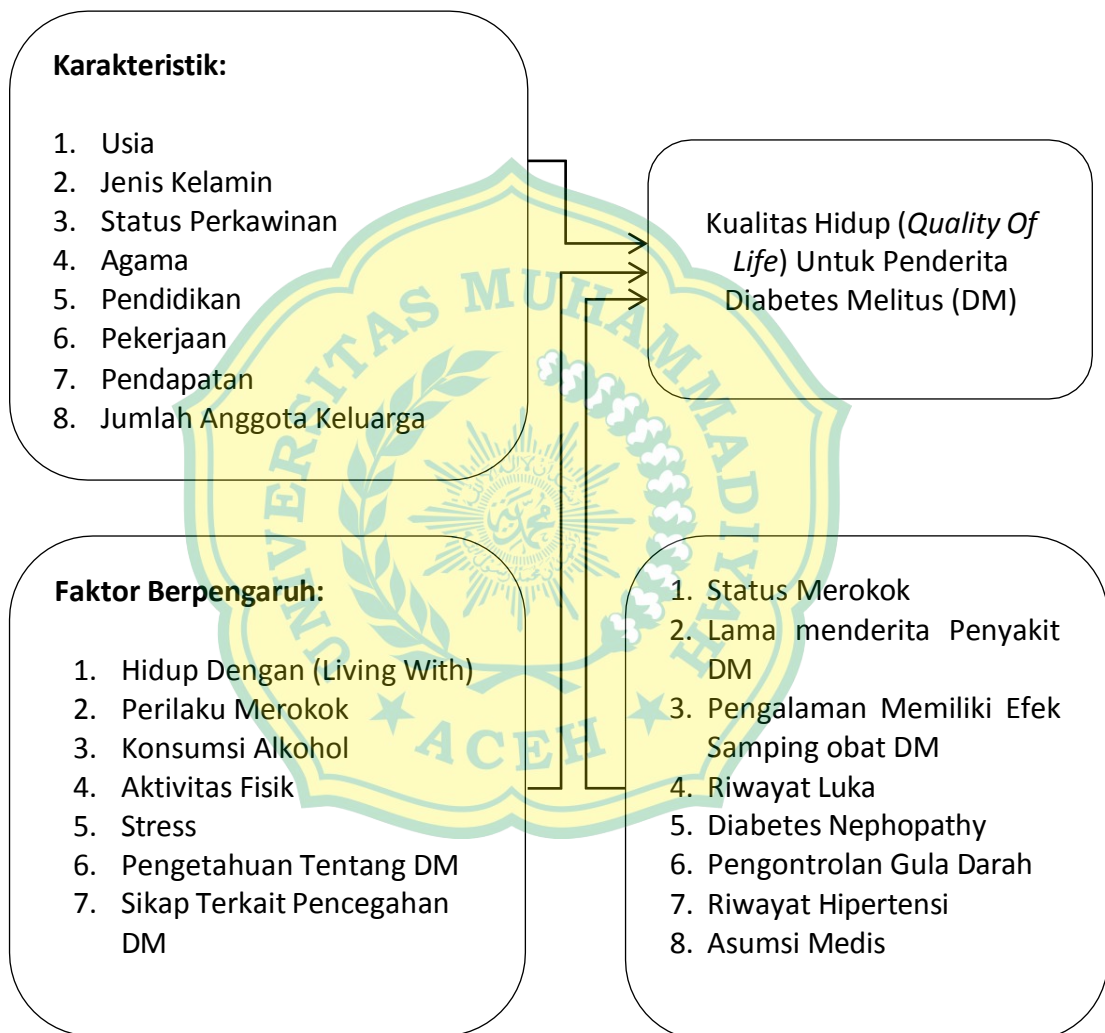 Karakteristik:
1. Usia
2. Jenis Kelamin
3. Status Perkawinan
4. Agama
5. Pendidikan
6. Pekerjaan
7. Pendapatan
8. Jumlah Anggota Keluarga
Kualitas Hidup (Quality Of
Life) Untuk Penderita
Diabetes Melitus (DM)
Faktor Berpengaruh:
1. Hidup Dengan (Living With)
2. Perilaku Merokok
3. Konsumsi Alkohol
4. Aktivitas Fisik
5. Stress
6. Pengetahuan Tentang DM
7. Sikap Terkait Pencegahan
DM
1. Status Merokok
2. Lama menderita Penyakit
DM
3. Pengalaman Memiliki Efek
Samping obat DM
4. Riwayat Luka
5. Diabetes Nephopathy
6. Pengontrolan Gula Darah
7. Riwayat Hipertensi
8. Asumsi Medis
UNIVERSITAS MUHAMMADIYAH
ACEH